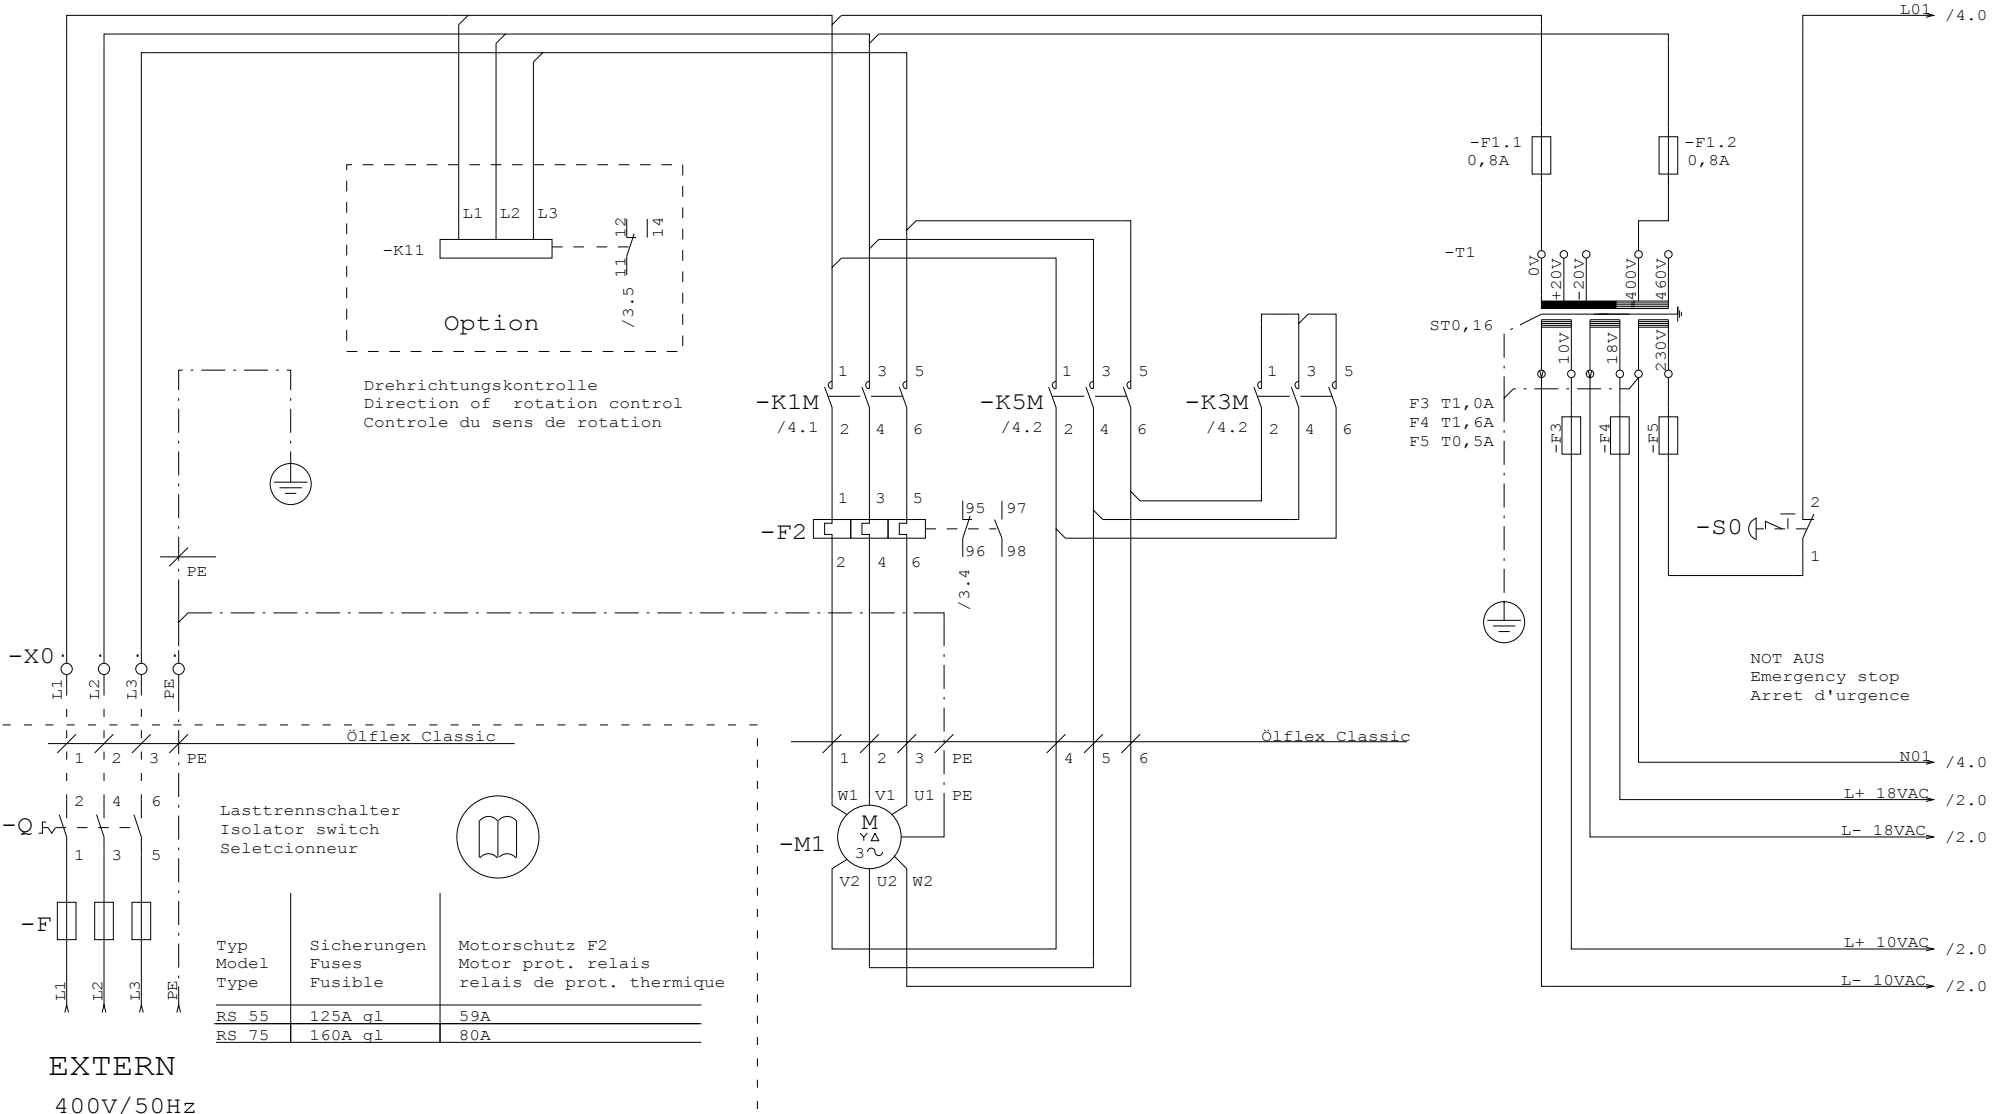 L01 /4.0
-F1.1
0,8A
-F1.2
0,8A
L1 L2 L3
12 14
-K11
11
/3.5
Option
-T1
0V +20V -20V 400V 460V
ST0,16
10V 18V 230V
Drehrichtungskontrolle
Direction of rotation control
Controle du sens de rotation
1 3 5
-K1M
/4.1 2 4 6
1 3 5
-K5M
/4.2 2 4 6
1 3 5
-K3M
/4.2 2 4 6
F3 T1,0A
F4 T1,6A
F5 T0,5A
-F3 -F4 -F5
1 3 5
95 97
-F2
96 98
2 4 6
/3.4
2
-S0
1
PE
-X0
L1 L2 L3 PE
NOT AUS
Emergency stop
Arret d'urgence
Ölflex Classic
1 2 3 PE
Ölflex Classic
1 2 3 PE 4 5 6
N01 /4.0
2 4 6
-Q
1 3 5
Lasttrennschalter
Isolator switch
Seletcionneur
W1 V1 U1 PE
M
Y∆
3~
-M1
V2 U2 W2
L+ 18VAC /2.0
L- 18VAC /2.0
-F
Typ Sicherungen Motorschutz F2
Model Fuses Motor prot. relais
Type Fusible relais de prot. thermique
RS 55 125A gl 59A
RS 75 160A gl 80A
L+ 10VAC /2.0
L- 10VAC /2.0
L1 L2 L3 PE
EXTERN
400V/50Hz